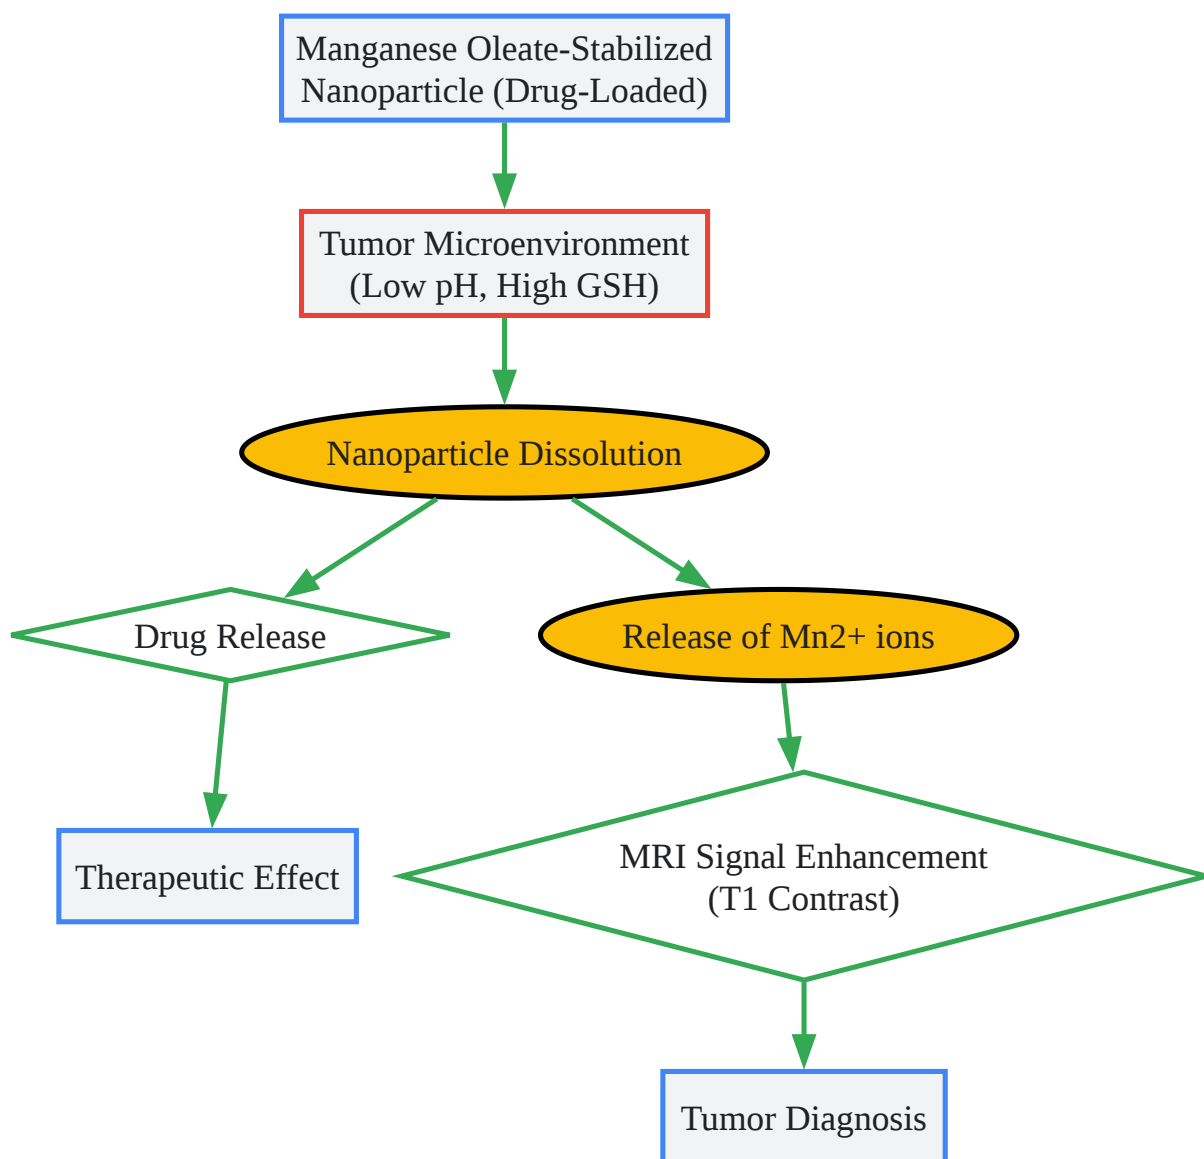 Manganese Oleate-Stabilized
Nanoparticle (Drug-Loaded)
Tumor Microenvironment
(Low pH, High GSH)
Nanoparticle Dissolution
Drug Release
Release of Mn2+ ions
Therapeutic Effect
MRI Signal Enhancement
(T1 Contrast)
Tumor Diagnosis